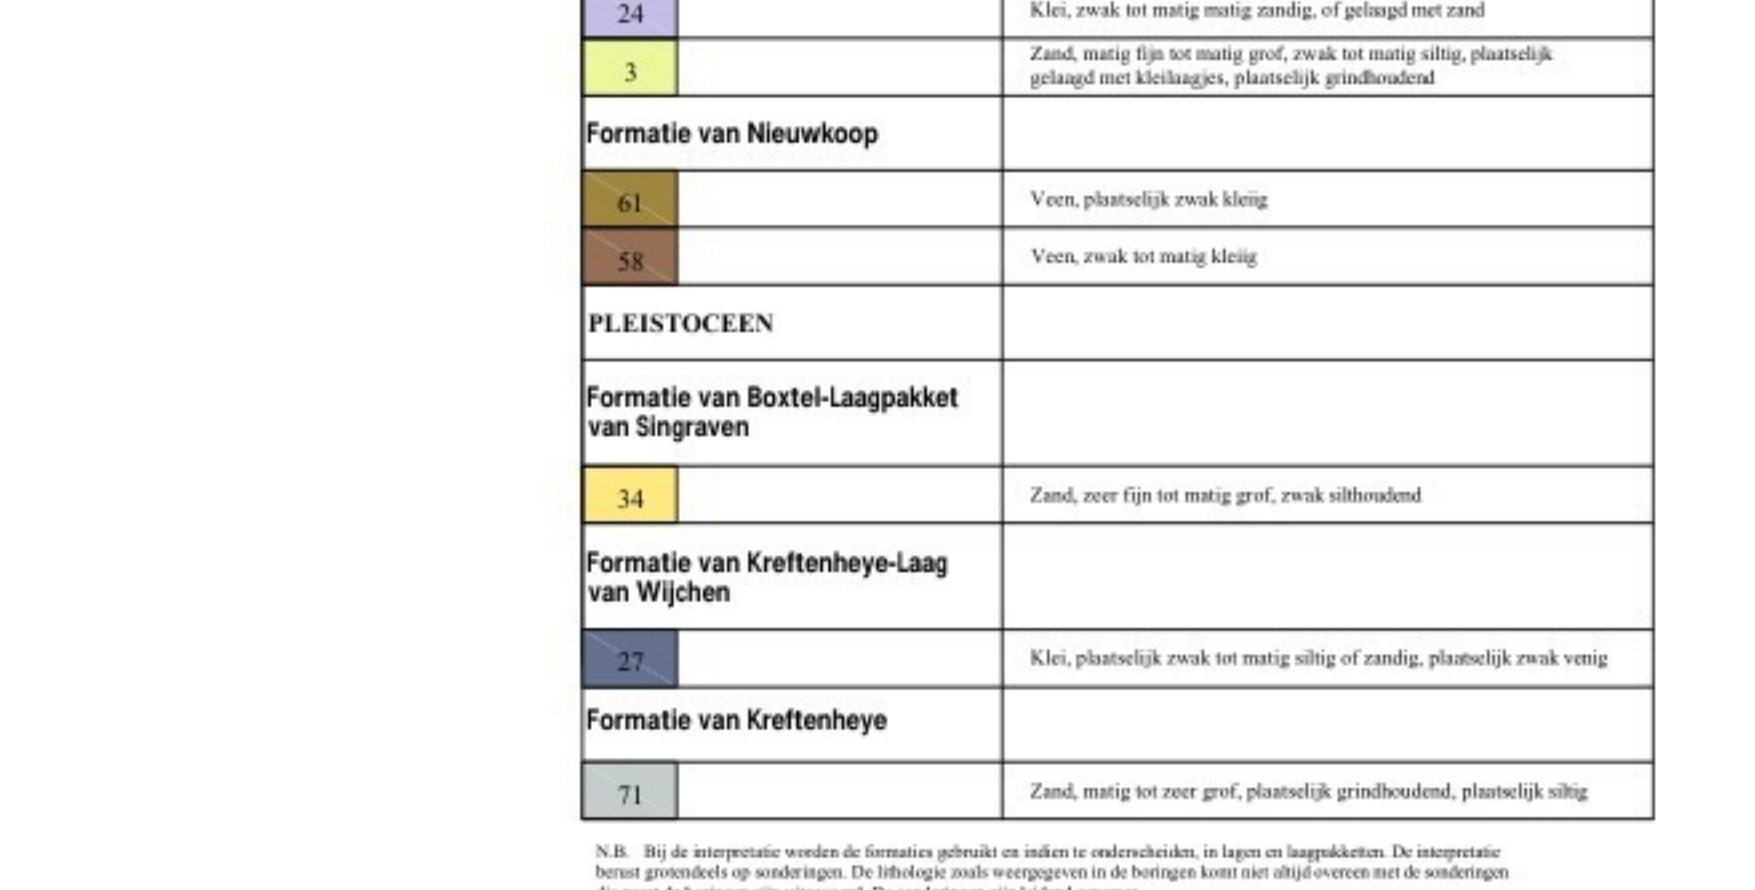 24
Klei, zwak tot matig matig zandig, of gelaagd met zand
3
Zand, matig fijn tot matig grof, zwak tot matig siltig, plaatselijk
gelaagd met kleilaagjes, plaatselijk grindhoudend
Formatie van Nieuwkoop
61
Veen, plaatselijk zwak kleiig
58
Veen, zwak tot matig kleiig
PLEISTOCEEN
Formatie van Boxtel-Laagpakket
van Singraven
34
Zand, zeer fijn tot matig grof, zwak silthoudend
Formatie van Kreftenheye-Laag
van Wijchen
27
Klei, plaatselijk zwak tot matig siltig of zandig, plaatselijk zwak venig
Formatie van Kreftenheye
71
Zand, matig tot zeer grof, plaatselijk grindhoudend, plaatselijk siltig
N.B. Bij de interpretatie worden de formaties gebruikt en indien te onderscheiden, in lagen en laagpakketten. De interpretatie
berust grotendeels op sonderingen. De lithologie zoals weergegeven in de boringen komt niet altijd overeen met de sonderingen